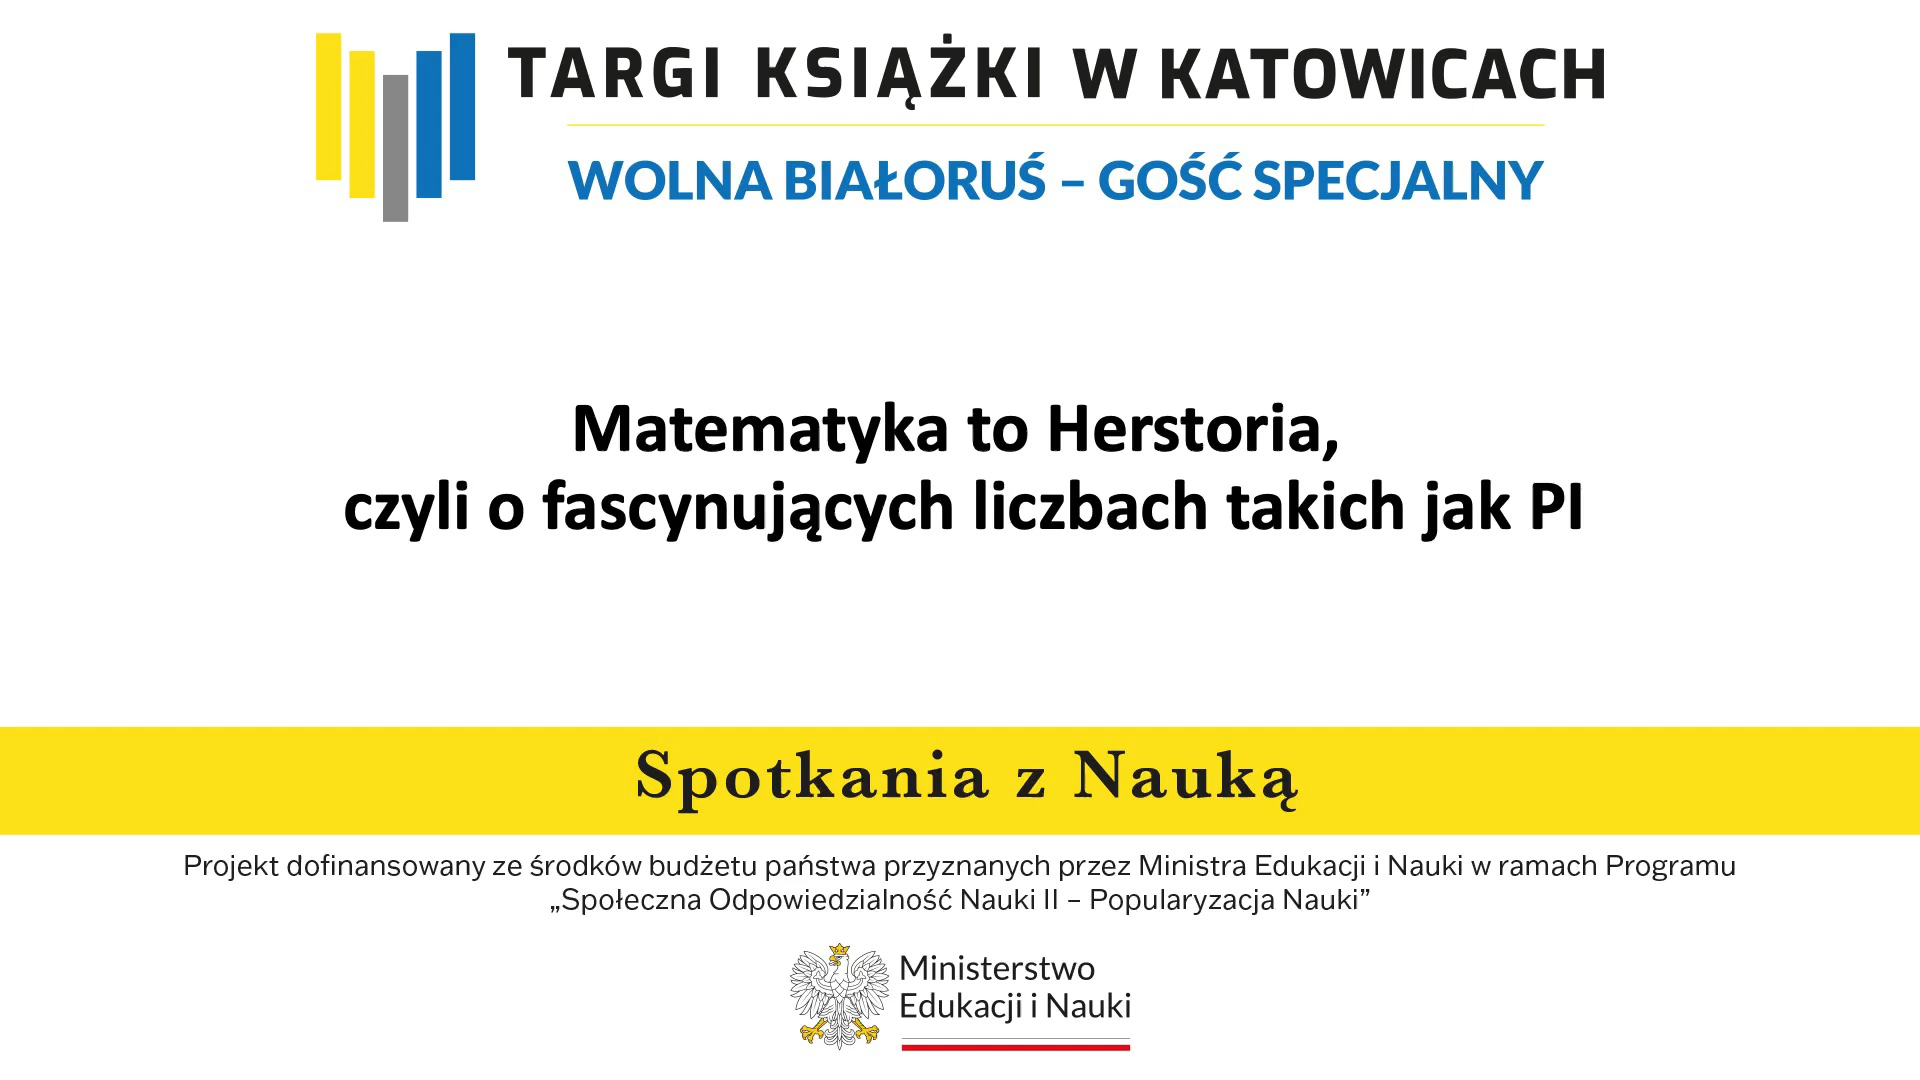 TARGI KSIĄŻKI W KATOWICACH
WOLNA BIAŁORUŚ – GOŚĆ SPECJALNY
Matematyka to Herstoria,
czyli o fascynujących liczbach takich jak PI
Spotkania z Nauką
Projekt dofinansowany ze środków budżetu państwa przyznanych przez Ministra Edukacji i Nauki w ramach Programu
„Społeczna Odpowiedzialność Nauki II – Popularyzacja Nauki”
Ministerstwo
Edukacji i Nauki